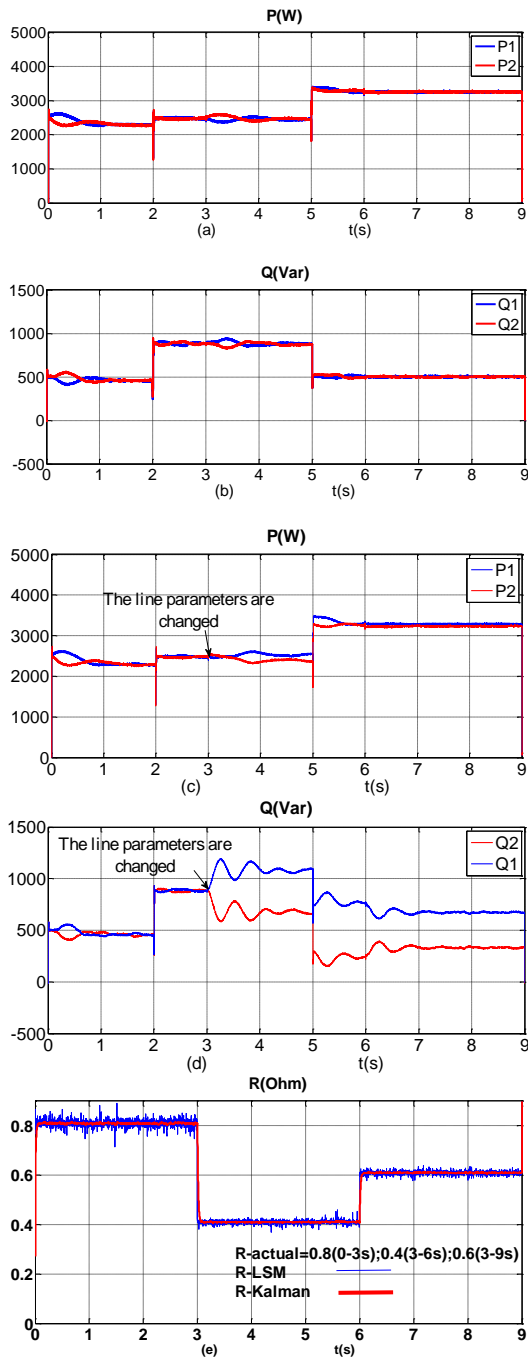 P(W)
5000
4000
3000
2000
1000
0
P1
P2
0 1 2 3 4 5 6 7 8 9
(a) t(s)
Q(Var)
1500
1000
500
0
-500
Q1
Q2
0 1 2 3 4 5 6 7 8 9
(b) t(s)
P(W)
5000
4000
3000
2000
1000
0
P1
P2
The line parameters are
changed
0 1 2 3 4 5 6 7 8 9
(c) t(s)
Q(Var)
1500
1000
500
0
-500
The line parameters are
changed
Q2
Q1
0 1 2 3 4 5 6 7 8 9
(d) t(s)
R(Ohm)
0.8
0.6
0.4
0.2
0
R-actual=0.8(0-3s);0.4(3-6s);0.6(3-9s)
R-LSM
R-Kalman
0 1 2 3 4 5 6 7 8 9
(e) t(s)